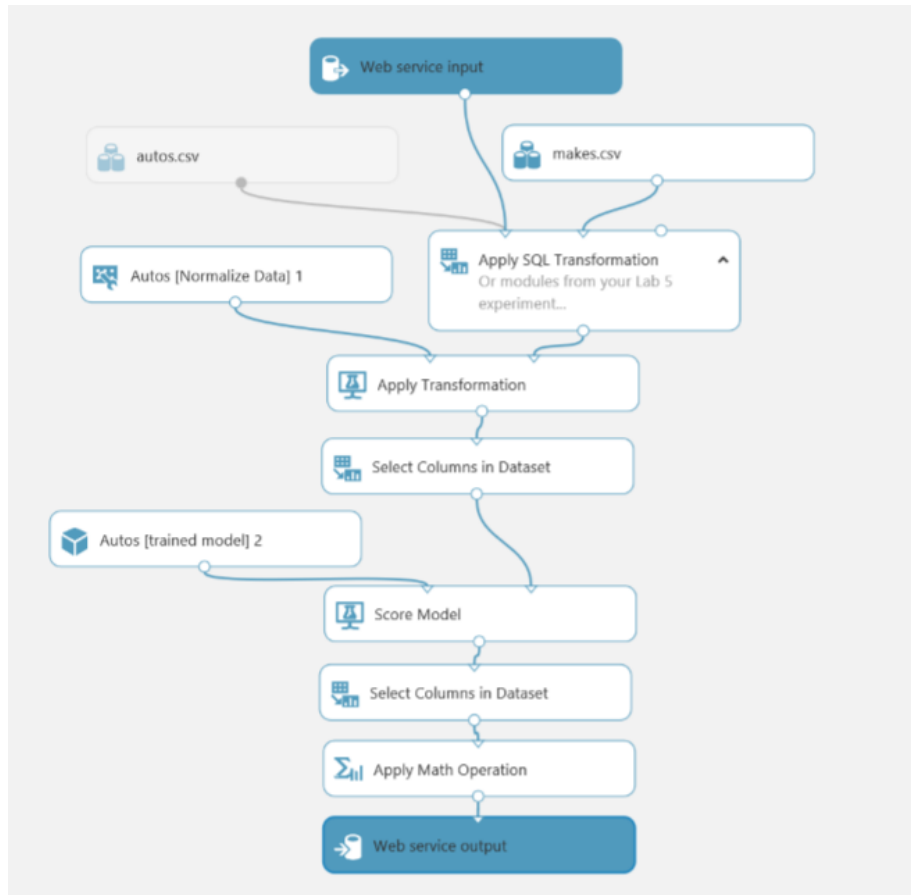 Web service input
autos.csv
makes.csv
Apply SQL Transformation
Or modules from your Lab 5
experiment...
Autos [Normalize Data] 1
Apply Transformation
Select Columns in Dataset
Autos [trained model] 2
Score Model
Select Columns in Dataset
Apply Math Operation
Web service output